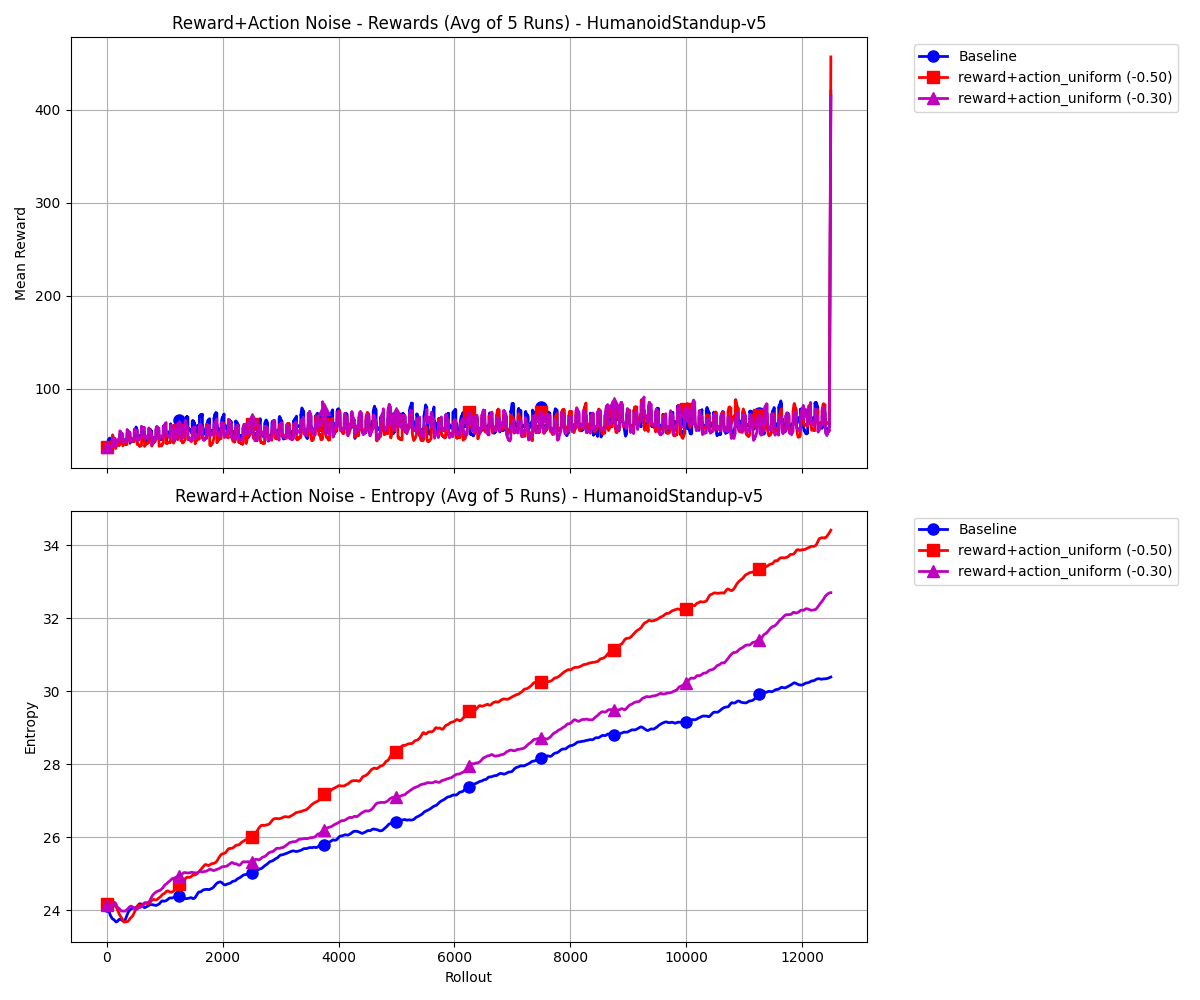 Reward+Action Noise - Rewards (Avg of 5 Runs) - HumanoidStandup-v5
Mean Reward
400
300
200
100
Baseline
reward+action_uniform (-0.50)
reward+action_uniform (-0.30)
Reward+Action Noise - Entropy (Avg of 5 Runs) - HumanoidStandup-v5
Entropy
34
32
30
28
26
24
0 2000 4000 6000 8000 10000 12000
Rollout
Baseline
reward+action_uniform (-0.50)
reward+action_uniform (-0.30)